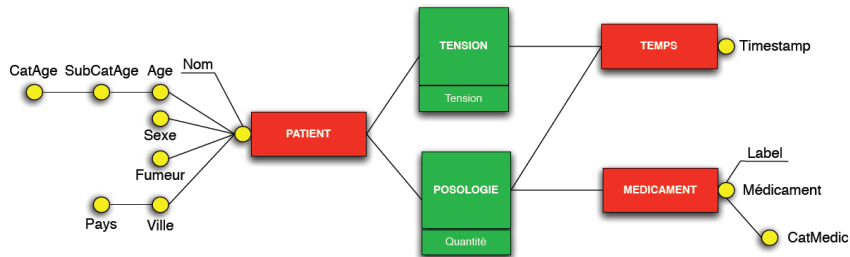 TENSION
Tension
TEMPS
Timestamp
CatAge SubCatAge Age Nom
Sexe
PATIENT
Fumeur
Pays Ville
POSOLOGIE
Quantité
MEDICAMENT
Label
Médicament
CatMedic